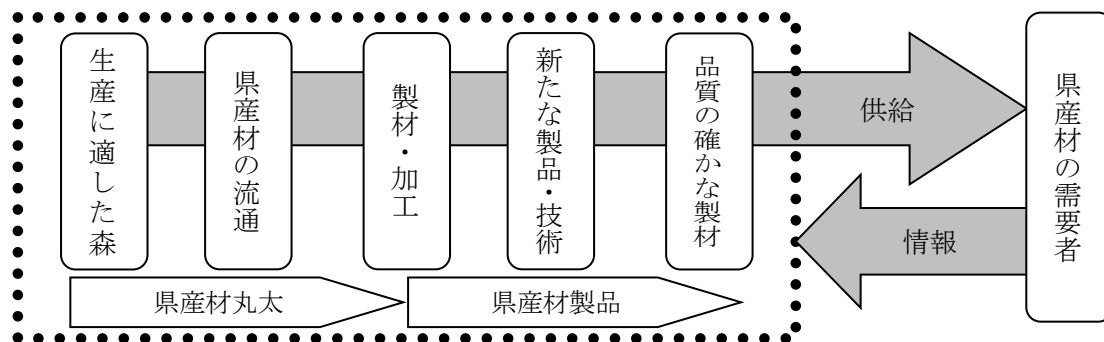 生産に適した森
県産材の流通
製材・加工
新たな製品・技術
品質の確かな製材
供給
県産材の需要者
情報
県産材丸太
県産材製品